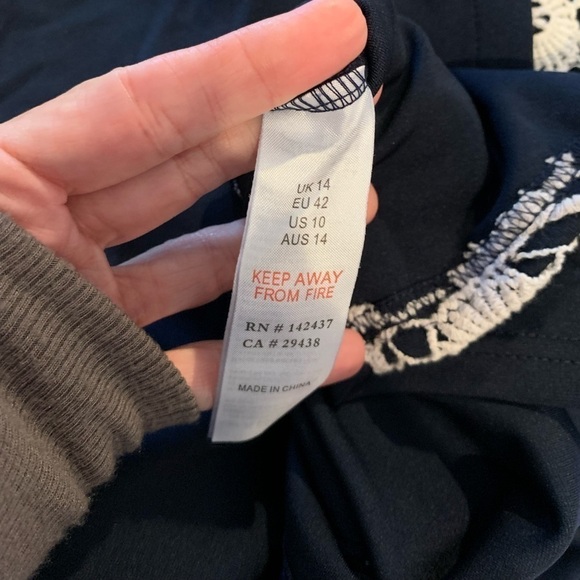 UK 14
EU 42
US 10
AUS 14
KEEP AWAY
FROM FIRE
RN # 142437
CA # 29438
MADE IN CHINA